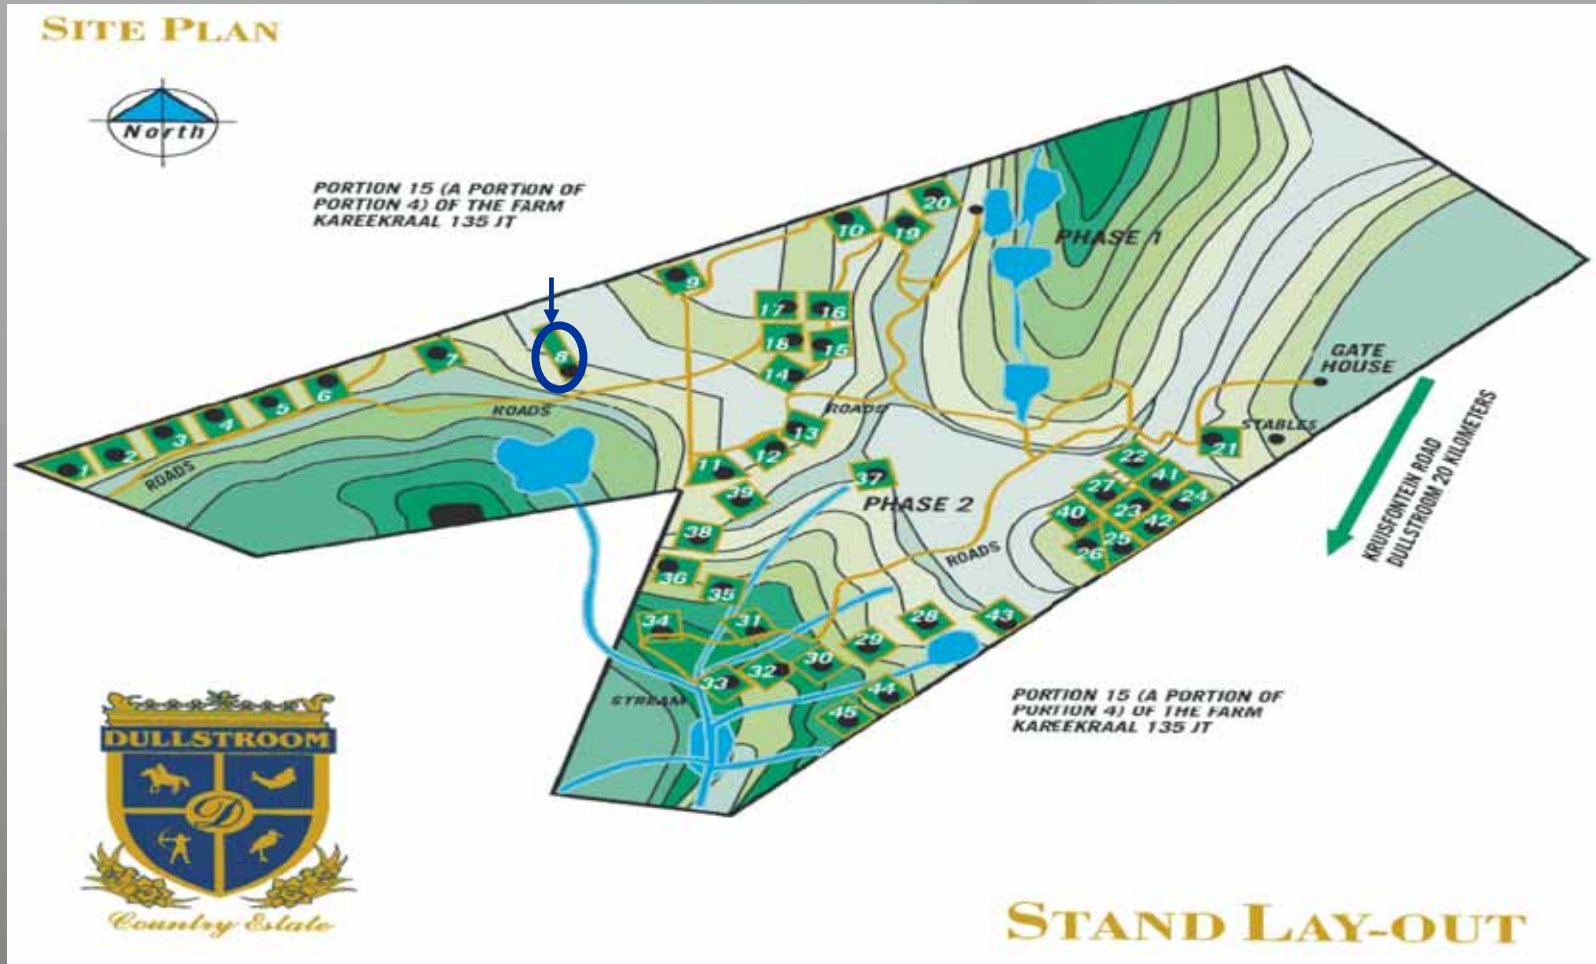 SITE PLAN
North
PORTION 15 (A PORTION OF
PORTION 4) OF THE FARM
KAREEKRAAL 135 JT
20
10
19
PHASE 1
9
17
16
8
18
15
7
14
GATE
HOUSE
6
5
ROADS
ROADS
4
STABLES
3
13
21
2
12
22
1
ROADS
11
37
27
41
39
PHASE 2
24
40
23
42
38
25
26
ROADS
KRUISFONTEIN ROAD
DULLSTROOM 20 KILOMETERS
36
35
34
31
28
43
29
30
32
33
44
STREAM
45
PORTION 15 (A PORTION OF
PORTION 4) OF THE FARM
KAREEKRAAL 135 JT
DULLSTROOM
D
Country Estate
STAND LAY-OUT